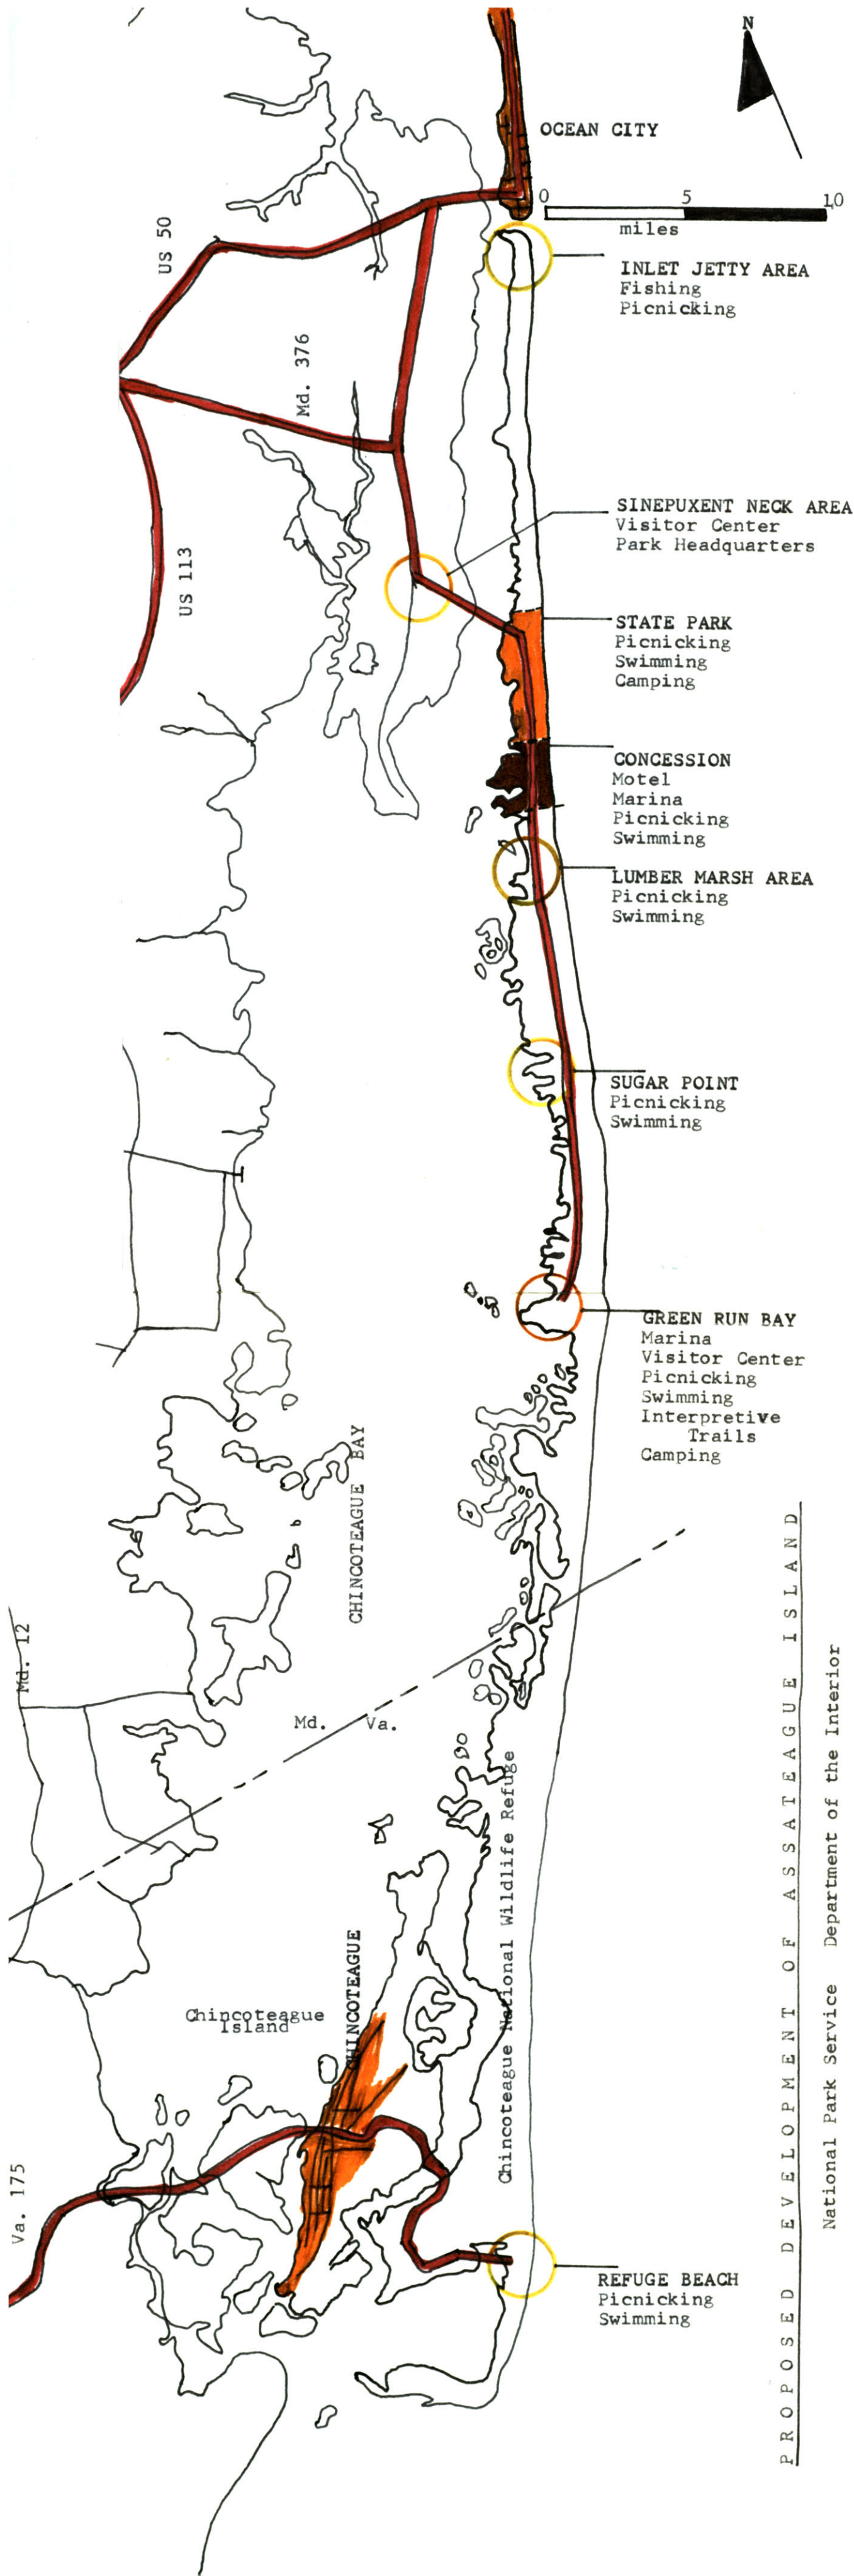 N
OCEAN CITY
0 5 10
miles
US 50
INLET JETTY AREA
Fishing
Picnicking
Md. 376
SINEPUXENT NECK AREA
Visitor Center
Park Headquarters
US 113
STATE PARK
Picnicking
Swimming
Camping
CONCESSION
Motel
Marina
Picnicking
Swimming
LUMBER MARSH AREA
Picnicking
Swimming
SUGAR POINT
Picnicking
Swimming
GREEN RUN BAY
Marina
Visitor Center
Picnicking
Swimming
Interpretive
Trails
Camping
CHINCOTEAGUE BAY
Md. 12
Md. Va.
Chincoteague National Wildlife Refuge
CHINCOTEAGUE
Chincoteague
Island
Va. 175
REFUGE BEACH
Picnicking
Swimming
PROPOSED DEVELOPMENT OF ASSATEAGUE ISLAND
National Park Service Department of the Interior